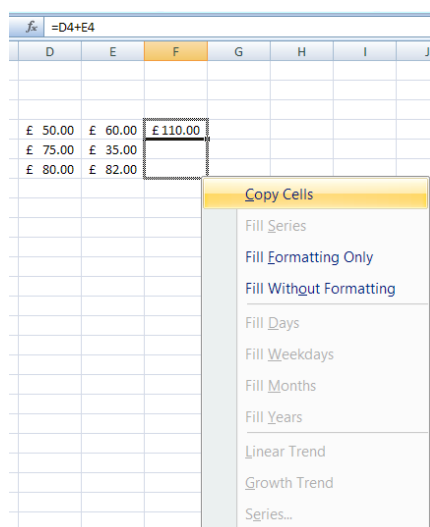 fx =D4+E4
D E F G H I J
£ 50.00 £ 60.00 £ 110.00
£ 75.00 £ 35.00
£ 80.00 £ 82.00
Copy Cells
Fill Series
Fill Formatting Only
Fill Without Formatting
Fill Days
Fill Weekdays
Fill Months
Fill Years
Linear Trend
Growth Trend
Series...